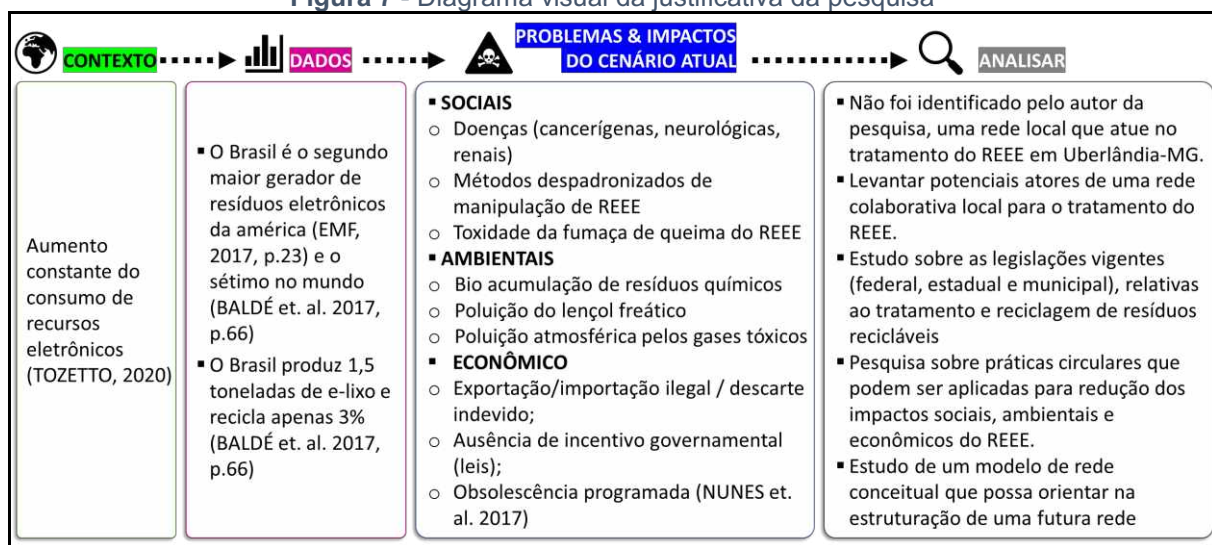 Figura 7 - Diagrama visual da justificativa da pesquisa
CONTEXTO
DADOS
PROBLEMAS & IMPACTOS
DO CENÁRIO ATUAL
ANALISAR
Aumento
constante do
consumo de
recursos
eletrônicos
(TOZETTO, 2020)
▪ O Brasil é o segundo
maior gerador de
resíduos eletrônicos
da américa (EMF,
2017, p.23) e o
sétimo no mundo
(BALDÉ et. al. 2017,
p.66)
▪ O Brasil produz 1,5
toneladas de e-lixo e
recicla apenas 3%
(BALDÉ et. al. 2017,
p.66)
▪ SOCIAIS
o Doenças (cancerígenas, neurológicas,
renais)
o Métodos despadronizados de
manipulação de REEE
o Toxidade da fumaça de queima do REEE
▪ AMBIENTAIS
o Bio acumulação de resíduos químicos
o Poluição do lençol freático
o Poluição atmosférica pelos gases tóxicos
▪ ECONÔMICO
o Exportação/importação ilegal / descarte
indevido;
o Ausência de incentivo governamental
(leis);
o Obsolescência programada (NUNES et.
al. 2017)
▪ Não foi identificado pelo autor da
pesquisa, uma rede local que atue no
tratamento do REEE em Uberlândia-MG.
▪ Levantar potenciais atores de uma rede
colaborativa local para o tratamento do
REEE.
▪ Estudo sobre as legislações vigentes
(federal, estadual e municipal), relativas
ao tratamento e reciclagem de resíduos
recicláveis
▪ Pesquisa sobre práticas circulares que
podem ser aplicadas para redução dos
impactos sociais, ambientais e
econômicos do REEE.
▪ Estudo de um modelo de rede
conceitual que possa orientar na
estruturação de uma futura rede